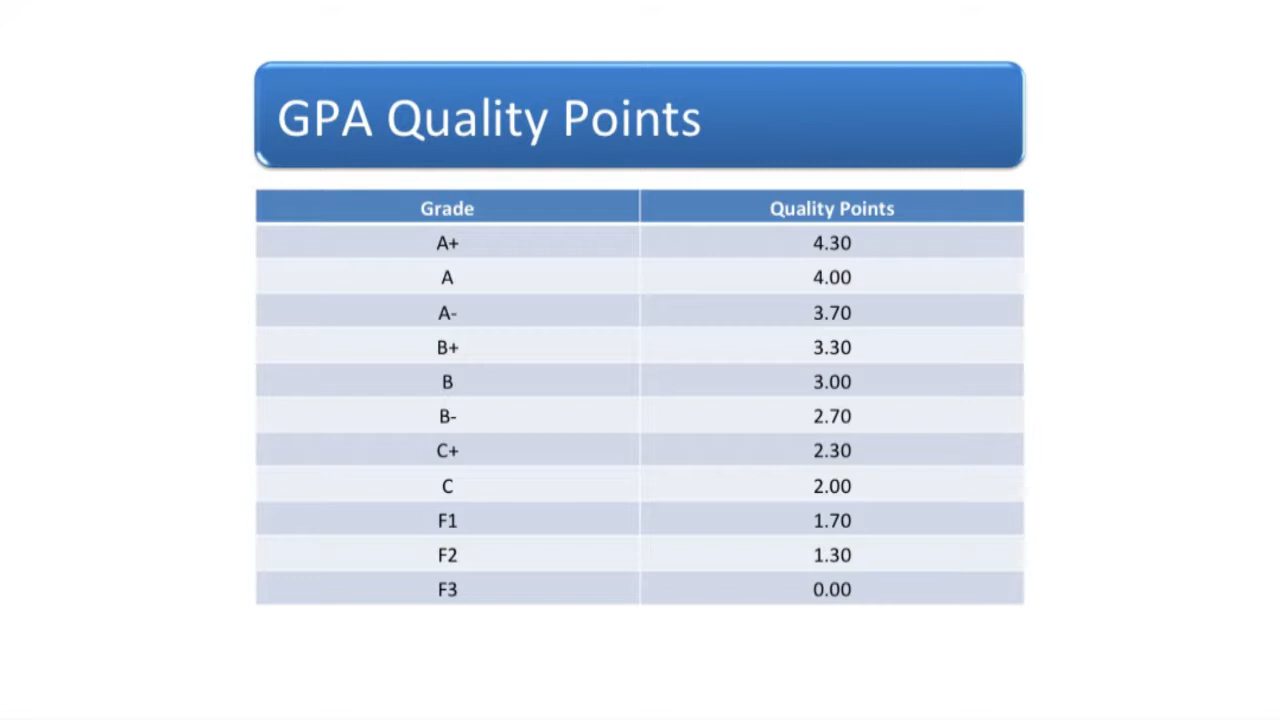 GPA Quality Points
Grade Quality Points
A+ 4.30
A 4.00
A- 3.70
B+ 3.30
B 3.00
B- 2.70
C+ 2.30
C 2.00
F1 1.70
F2 1.30
F3 0.00